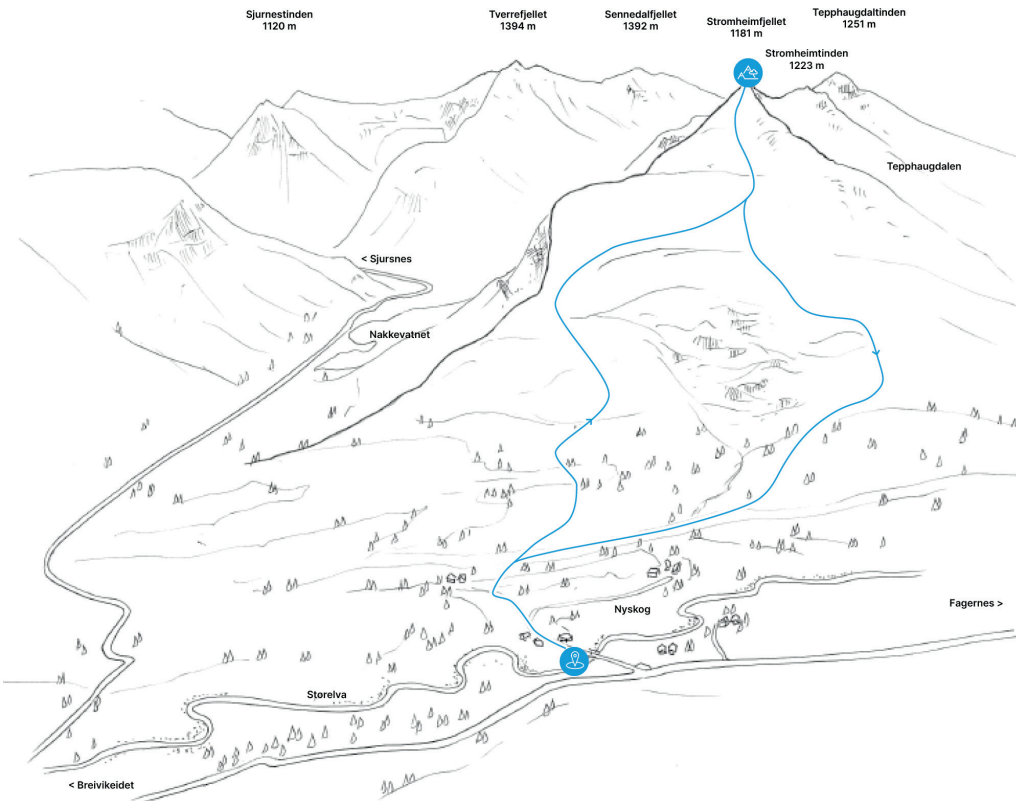 Sjurnestinden
1120 m
Tverrefjellet
1394 m
Sennedalfjellet
1392 m
Stromheimfjellet
1181 m
Tepphaugdaltinden
1251 m
Stromheimtinden
1223 m
Tepphaugdalen
< Sjursnes
Nakkevatnet
Nyskog
Fagernes >
Storelva
< Breivikeidet